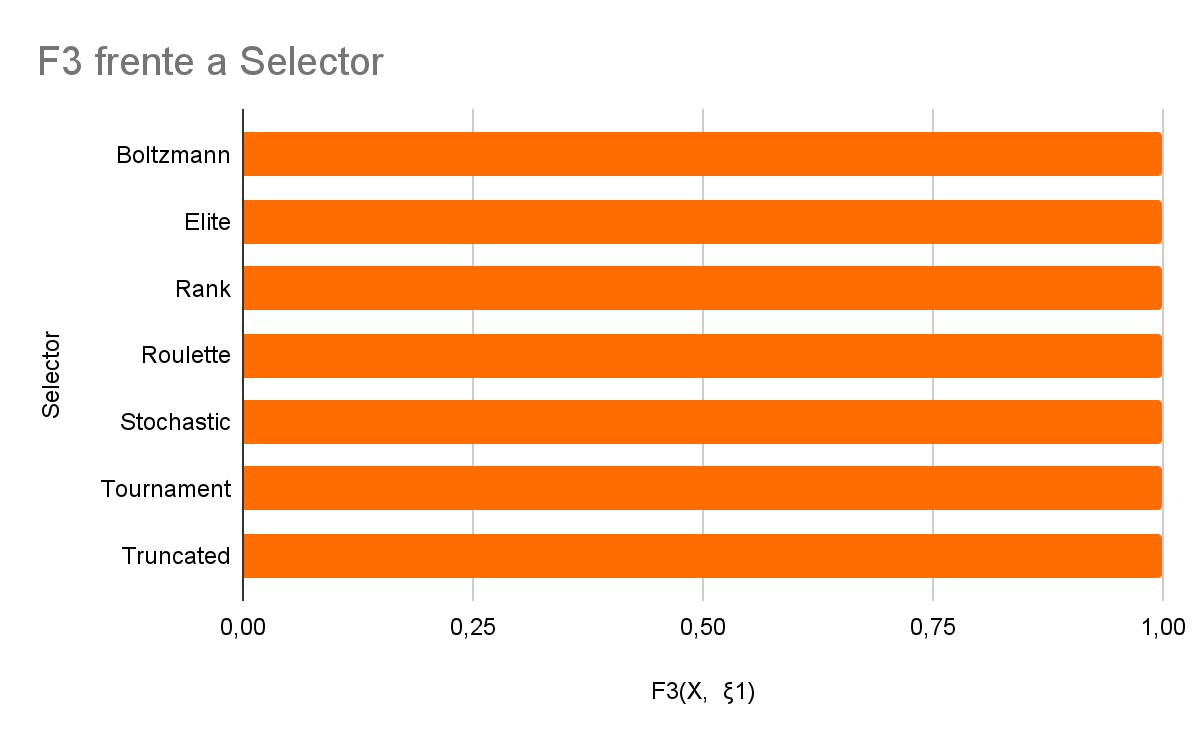 F3 frente a Selector
Selector
Boltzmann
Elite
Rank
Roulette
Stochastic
Tournament
Truncated
0,00 0,25 0,50 0,75 1,00
F3(X, ξ1)